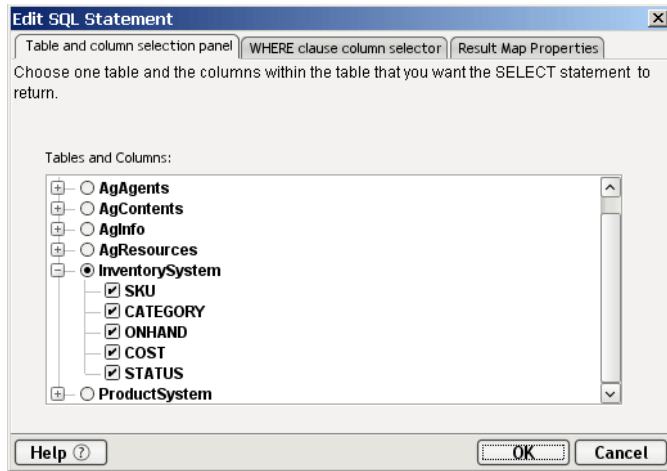 Edit SQL Statement
Table and column selection panel WHERE clause column selector Result Map Properties
Choose one table and the columns within the table that you want the SELECT statement to
return.
Tables and Columns:
AgAgents
AgContents
AgInfo
AgResources
InventorySystem
SKU
CATEGORY
ONHAND
COST
STATUS
ProductSystem
Help ? OK Cancel